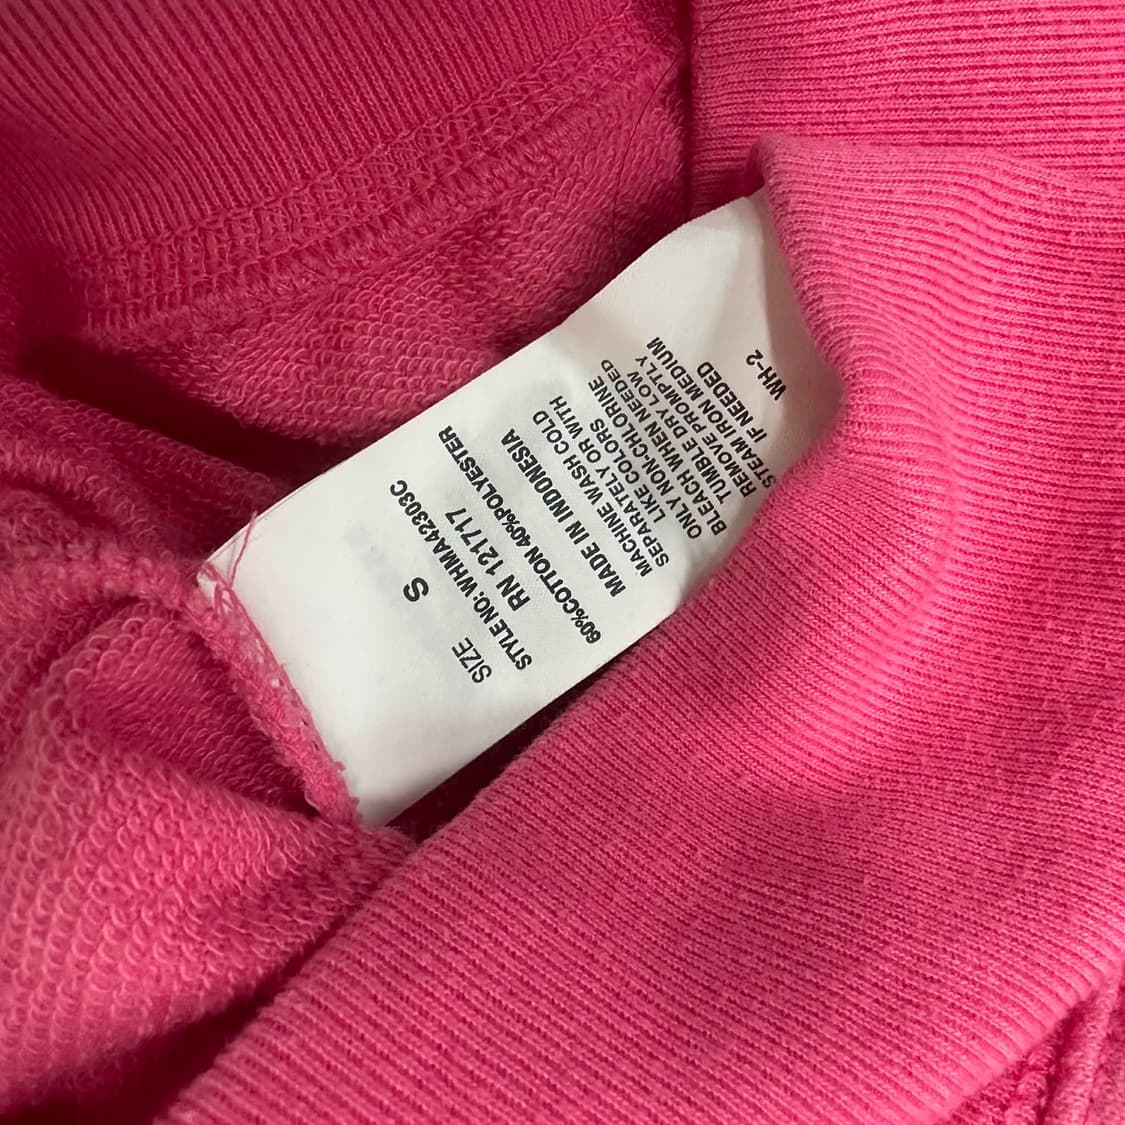 SIZE S
STYLE NO: WHMA42303C
RN 121717
60%COTTON 40%POLYESTER
MADE IN INDONESIA
MACHINE WASH COLD
SEPARATELY OR WITH
LIKE COLORS
ONLY NON-CHLORINE
BLEACH WHEN NEEDED
TUMBLE DRY LOW
REMOVE PROMPTLY
STEAM IRON MEDIUM
IF NEEDED
WH-2